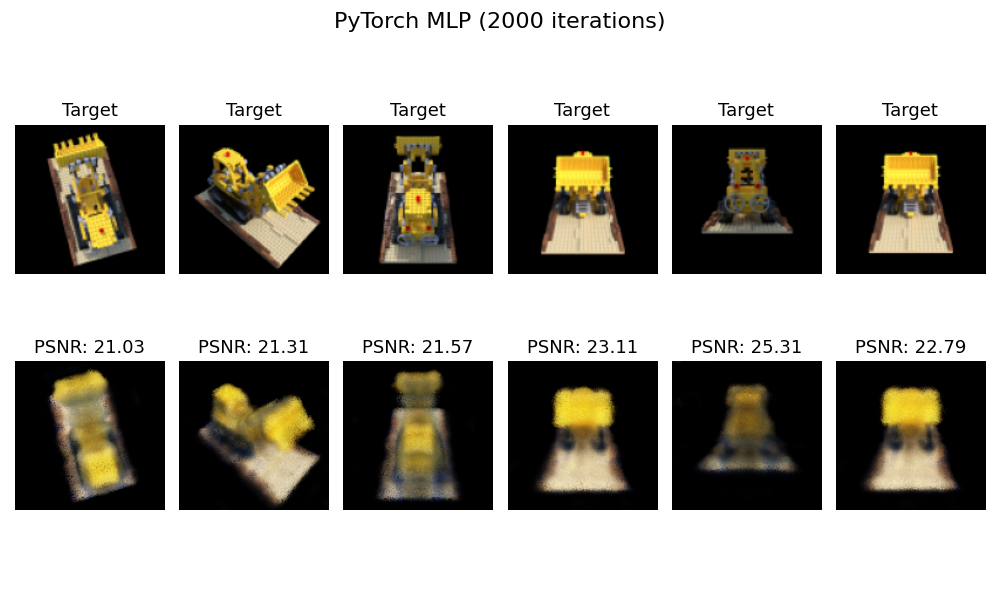 PyTorch MLP (2000 iterations)
Target Target Target Target Target Target
PSNR: 21.03 PSNR: 21.31 PSNR: 21.57 PSNR: 23.11 PSNR: 25.31 PSNR: 22.79